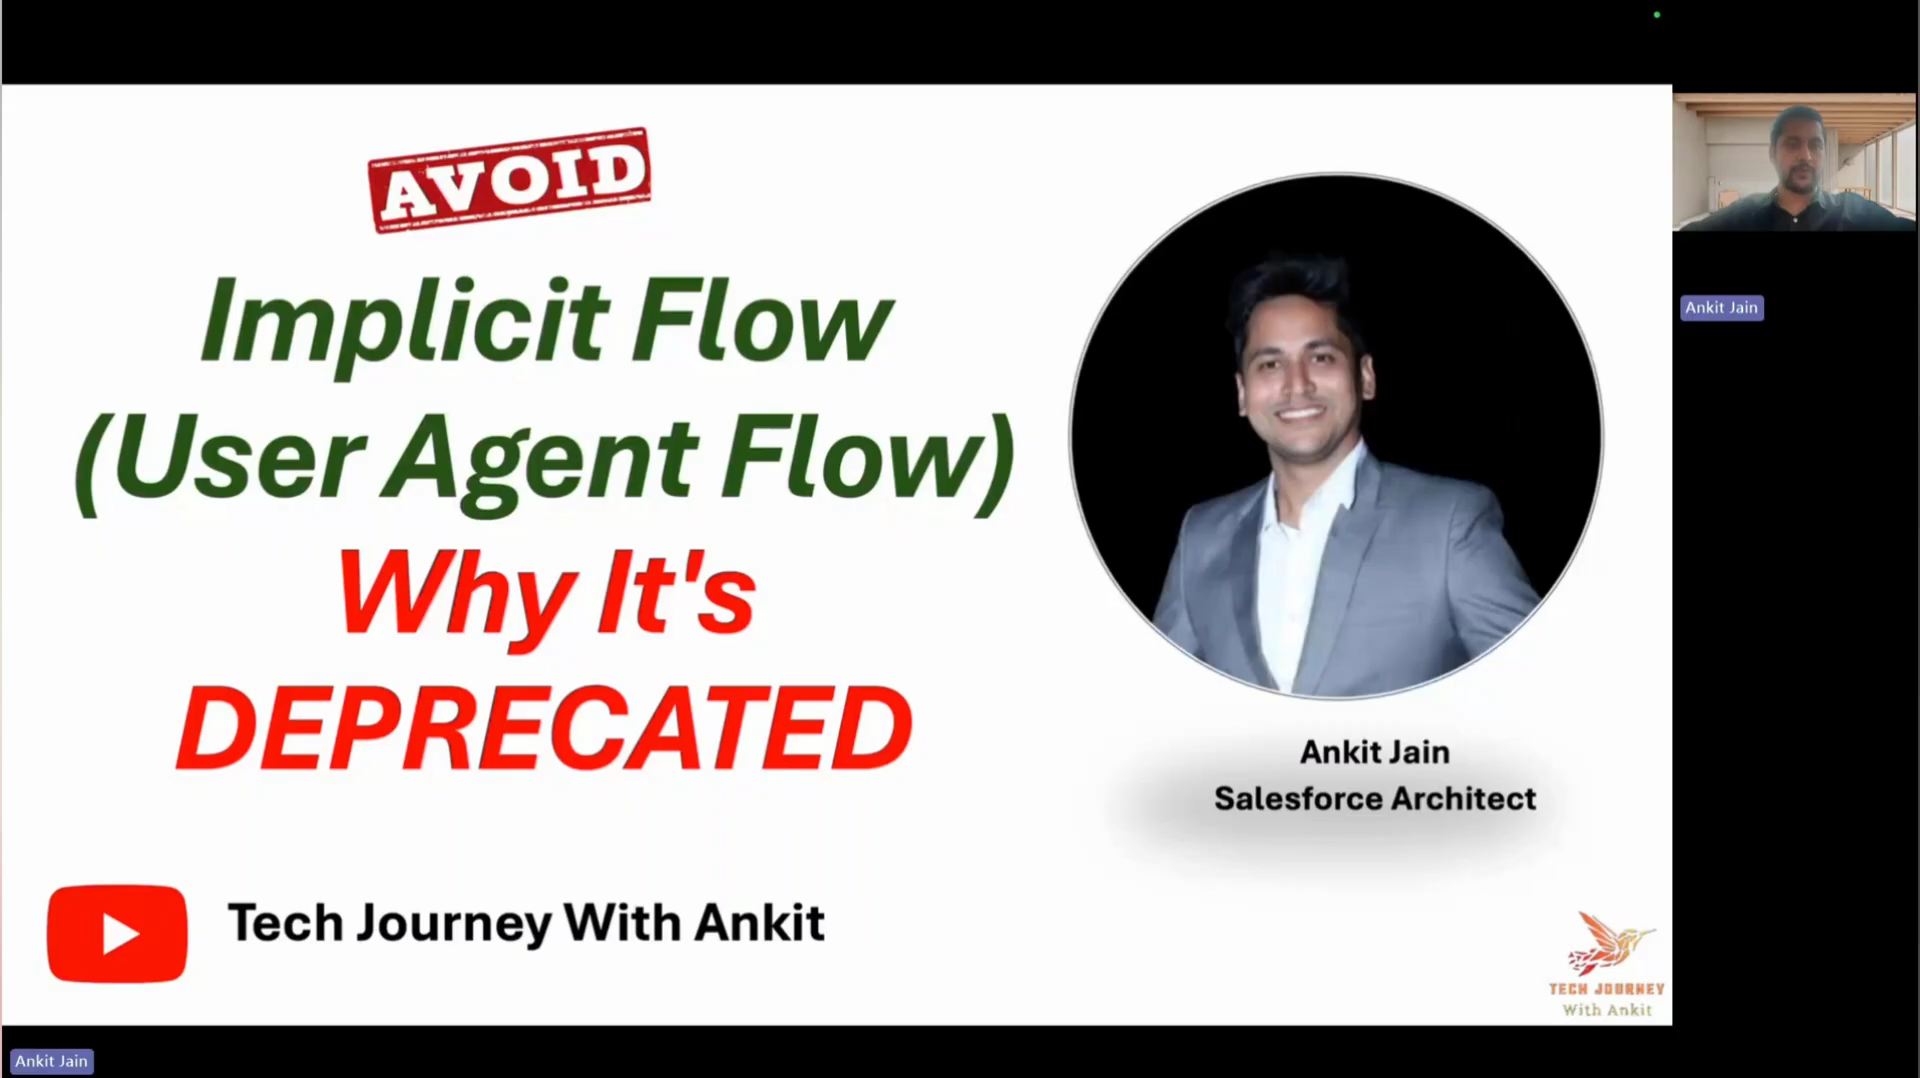 AVOID
Implicit Flow
(User Agent Flow)
Why It's
DEPRECATED
Ankit Jain
Salesforce Architect
Tech Journey With Ankit
TECH JOURNEY
With Ankit
Ankit Jain
Ankit Jain